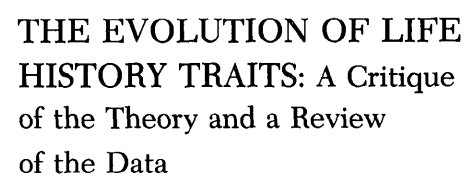 THE EVOLUTION OF LIFE
HISTORY TRAITS: A Critique
of the Theory and a Review
of the Data